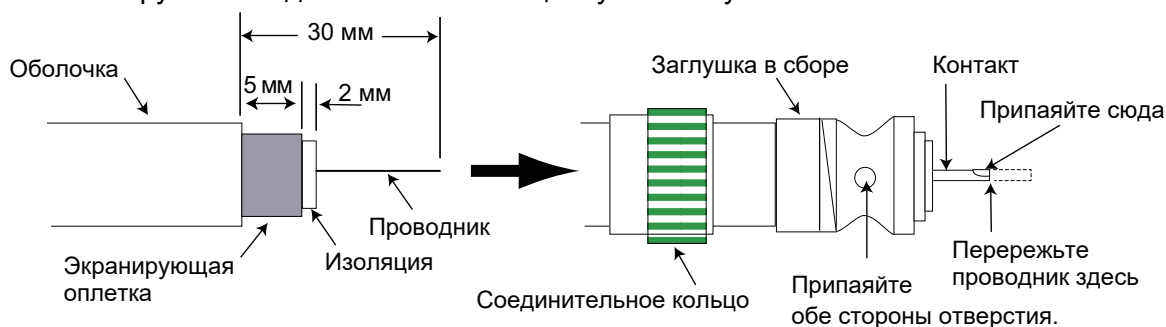 30 мм
Оболочка
5 мм
2 мм
Проводник
Экранирующая
оплетка
Изоляция
Заглушка в сборе
Контакт
Припаяйте сюда
Соединительное кольцо
Припаяйте
обе стороны отверстия.
Перережьте
проводник здесь